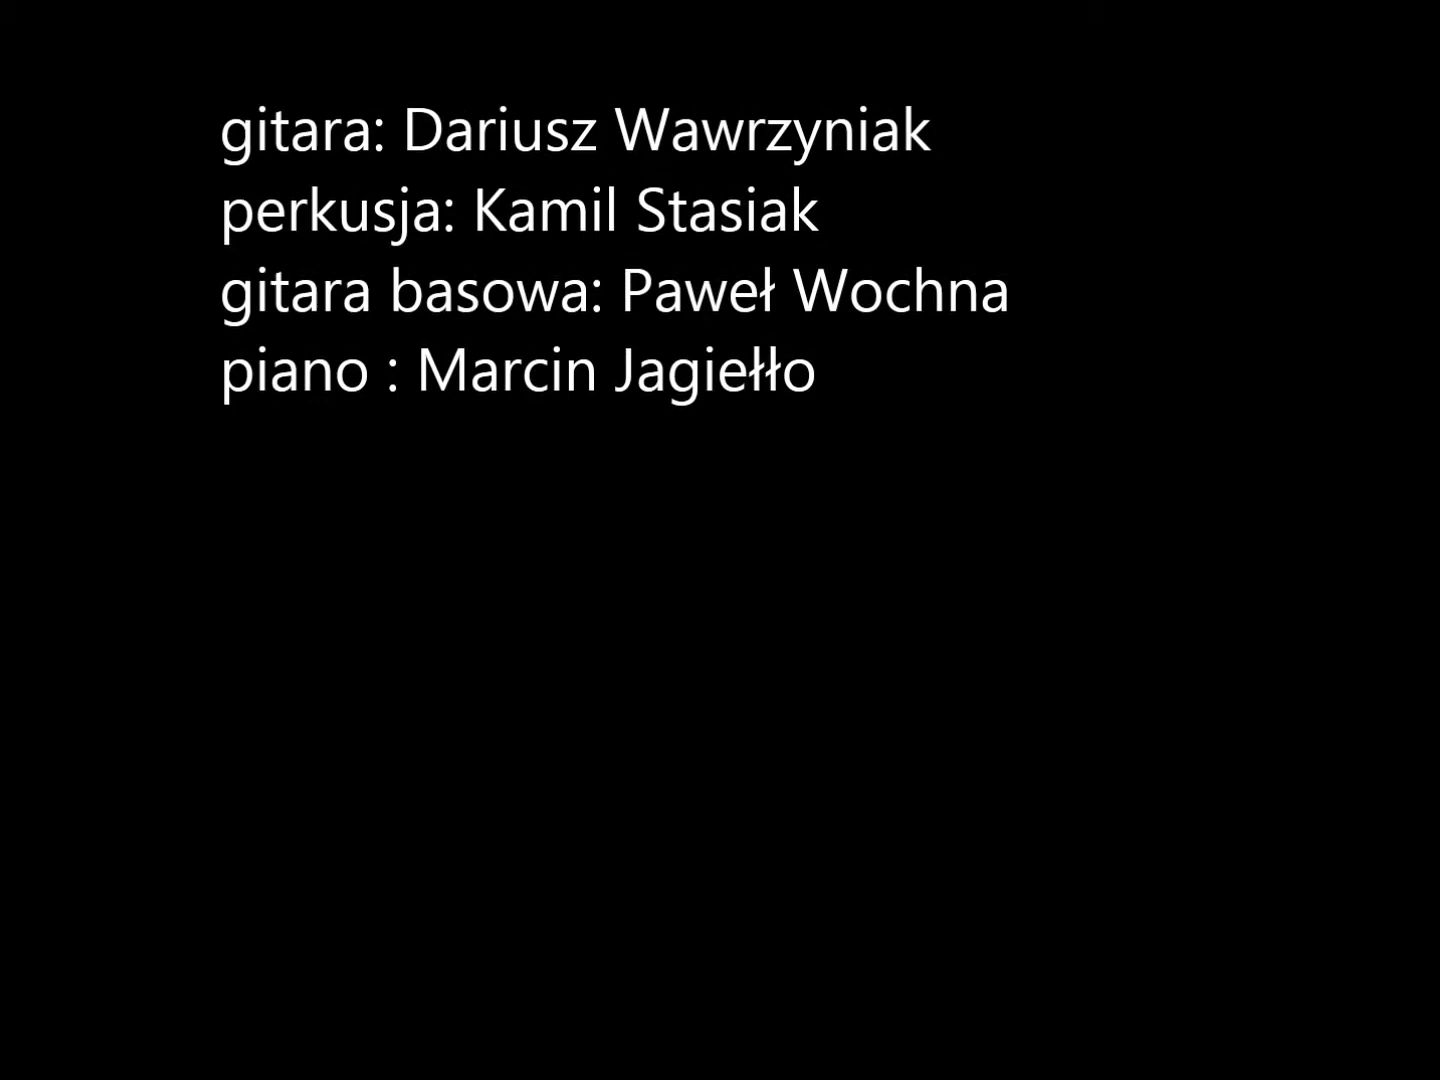 gitara: Dariusz Wawrzyniak
perkusja: Kamil Stasiak
gitara basowa: Paweł Wochna
piano : Marcin Jagiełło